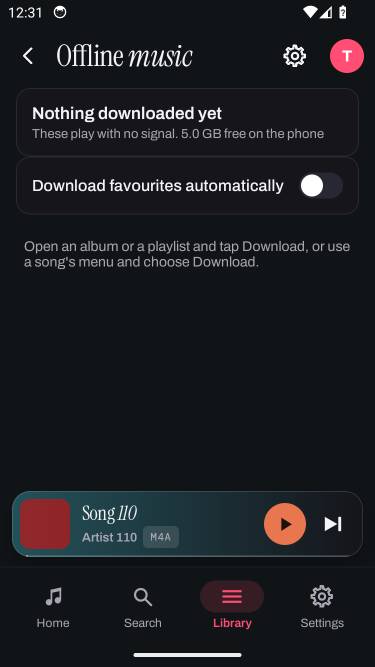 12:31
Offline music
T
Nothing downloaded yet
These play with no signal. 5.0 GB free on the phone
Download favourites automatically
Open an album or a playlist and tap Download, or use
a song's menu and choose Download.
Song 110
Artist 110 M4A
Home Search Library Settings